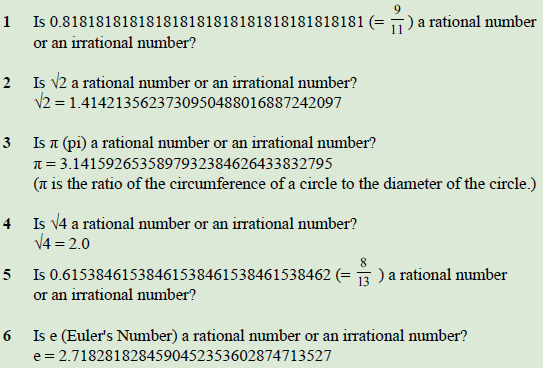 1 Is 0.8181818181818181818181818181818181 (= 9/11) a rational number
or an irrational number?
2 Is √2 a rational number or an irrational number?
√2 = 1.4142135623730950488016887242097
3 Is π (pi) a rational number or an irrational number?
π = 3.1415926535897932384626433832795
(π is the ratio of the circumference of a circle to the diameter of the circle.)
4 Is √4 a rational number or an irrational number?
√4 = 2.0
5 Is 0.61538461538461538461538461538462 (= 8/13 ) a rational number
or an irrational number?
6 Is e (Euler's Number) a rational number or an irrational number?
e = 2.7182818284590452353602874713527